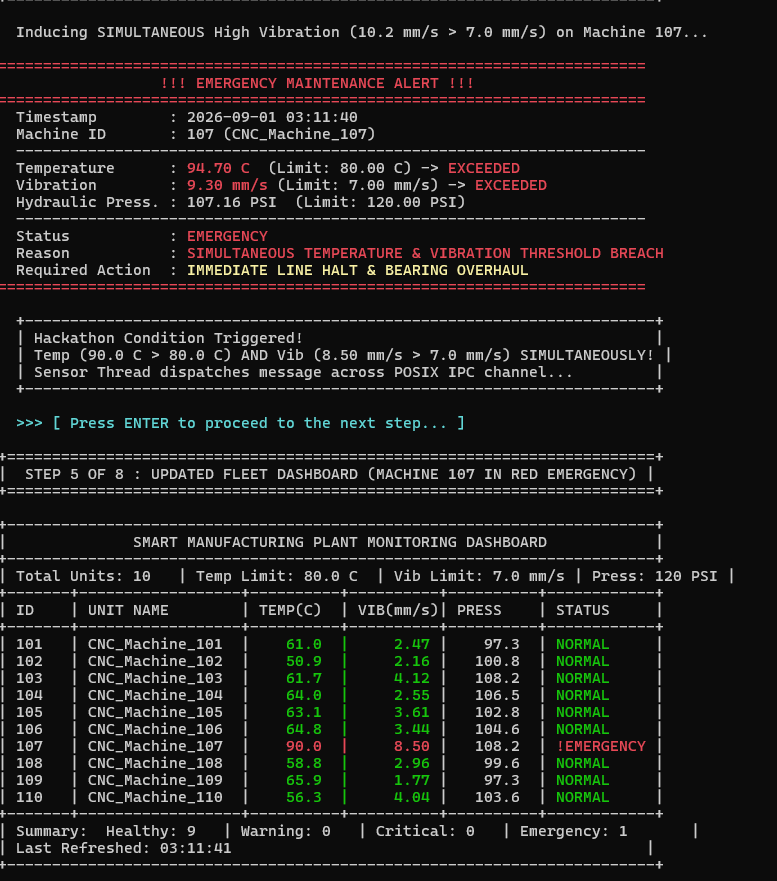 Inducing SIMULTANEOUS High Vibration (10.2 mm/s > 7.0 mm/s) on Machine 107...
!!! EMERGENCY MAINTENANCE ALERT !!!
Timestamp : 2026-09-01 03:11:40
Machine ID : 107 (CNC_Machine_107)
Temperature : 94.70 C (Limit: 80.00 C) -> EXCEEDED
Vibration : 9.30 mm/s (Limit: 7.00 mm/s) -> EXCEEDED
Hydraulic Press. : 107.16 PSI (Limit: 120.00 PSI)
Status : EMERGENCY
Reason : SIMULTANEOUS TEMPERATURE & VIBRATION THRESHOLD BREACH
Required Action : IMMEDIATE LINE HALT & BEARING OVERHAUL
| Hackathon Condition Triggered! |
| Temp (90.0 C > 80.0 C) AND Vib (8.50 mm/s > 7.0 mm/s) SIMULTANEOUSLY! |
| Sensor Thread dispatches message across POSIX IPC channel... |
>>> [ Press ENTER to proceed to the next step... ]
| STEP 5 OF 8 : UPDATED FLEET DASHBOARD (MACHINE 107 IN RED EMERGENCY) |
| SMART MANUFACTURING PLANT MONITORING DASHBOARD |
| Total Units: 10 | Temp Limit: 80.0 C | Vib Limit: 7.0 mm/s | Press: 120 PSI |
| ID | UNIT NAME | TEMP(C) | VIB(mm/s)| PRESS | STATUS |
| 101 | CNC_Machine_101 | 61.0 | 2.47 | 97.3 | NORMAL |
| 102 | CNC_Machine_102 | 50.9 | 2.16 | 100.8 | NORMAL |
| 103 | CNC_Machine_103 | 61.7 | 4.12 | 108.2 | NORMAL |
| 104 | CNC_Machine_104 | 64.0 | 2.55 | 106.5 | NORMAL |
| 105 | CNC_Machine_105 | 63.1 | 3.61 | 102.8 | NORMAL |
| 106 | CNC_Machine_106 | 64.8 | 3.44 | 104.6 | NORMAL |
| 107 | CNC_Machine_107 | 90.0 | 8.50 | 108.2 | !EMERGENCY |
| 108 | CNC_Machine_108 | 58.8 | 2.96 | 99.6 | NORMAL |
| 109 | CNC_Machine_109 | 65.9 | 1.77 | 97.3 | NORMAL |
| 110 | CNC_Machine_110 | 56.3 | 4.04 | 103.6 | NORMAL |
| Summary: Healthy: 9 | Warning: 0 | Critical: 0 | Emergency: 1 |
| Last Refreshed: 03:11:41 |